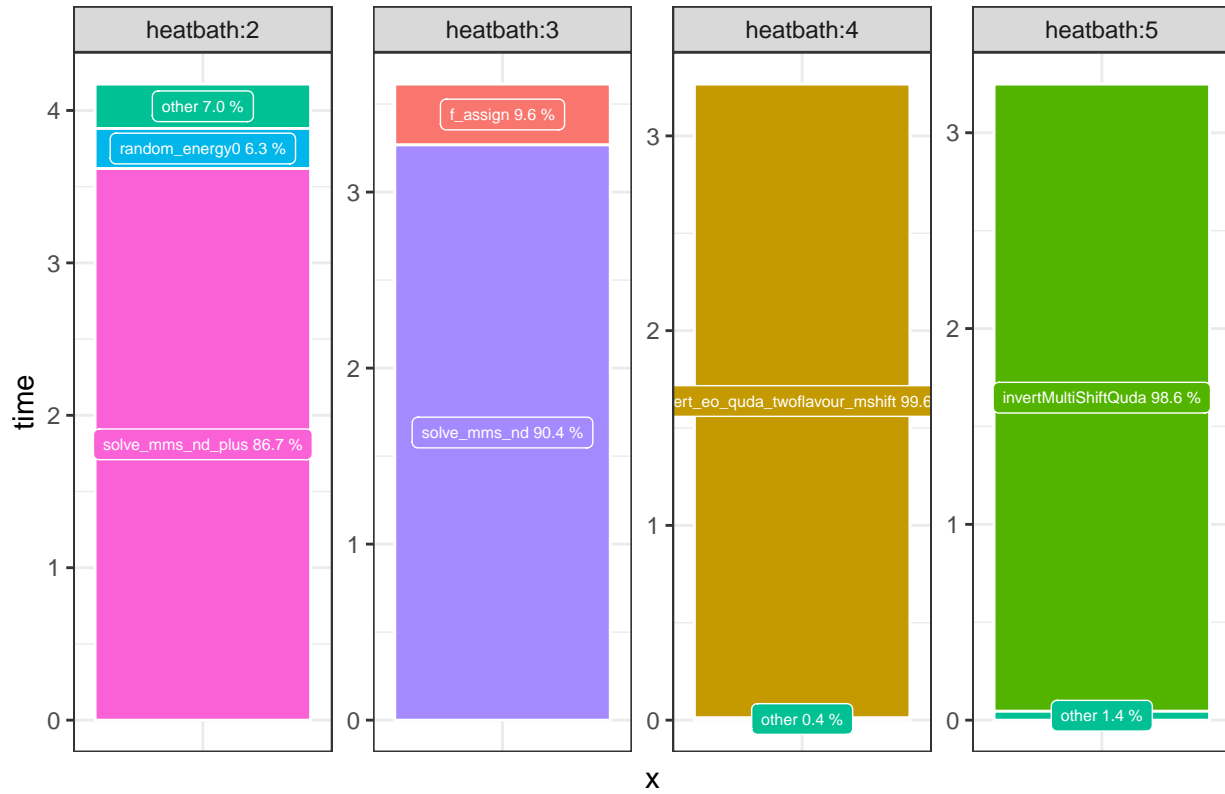 heatbath:2
heatbath:3
heatbath:4
heatbath:5
time
4
3
2
1
0
other 7.0 %
random_energy0 6.3 %
solve_mms_nd_plus 86.7 %
3
2
1
0
f_assign 9.6 %
solve_mms_nd 90.4 %
3
2
1
0
ert_eo_quda_twoflavour_mshift 99.6
other 0.4 %
3
2
1
0
invertMultiShiftQuda 98.6 %
other 1.4 %
x